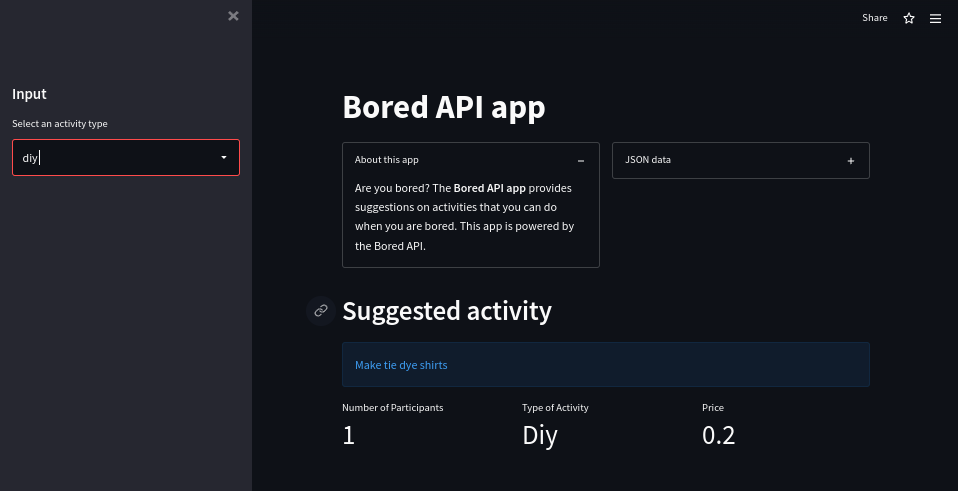 Share
Input
Select an activity type
diy
Bored API app
About this app
JSON data
Are you bored? The Bored API app provides
suggestions on activities that you can do
when you are bored. This app is powered by
the Bored API.
Suggested activity
Make tie dye shirts
Number of Participants
Type of Activity
Price
1
Diy
0.2